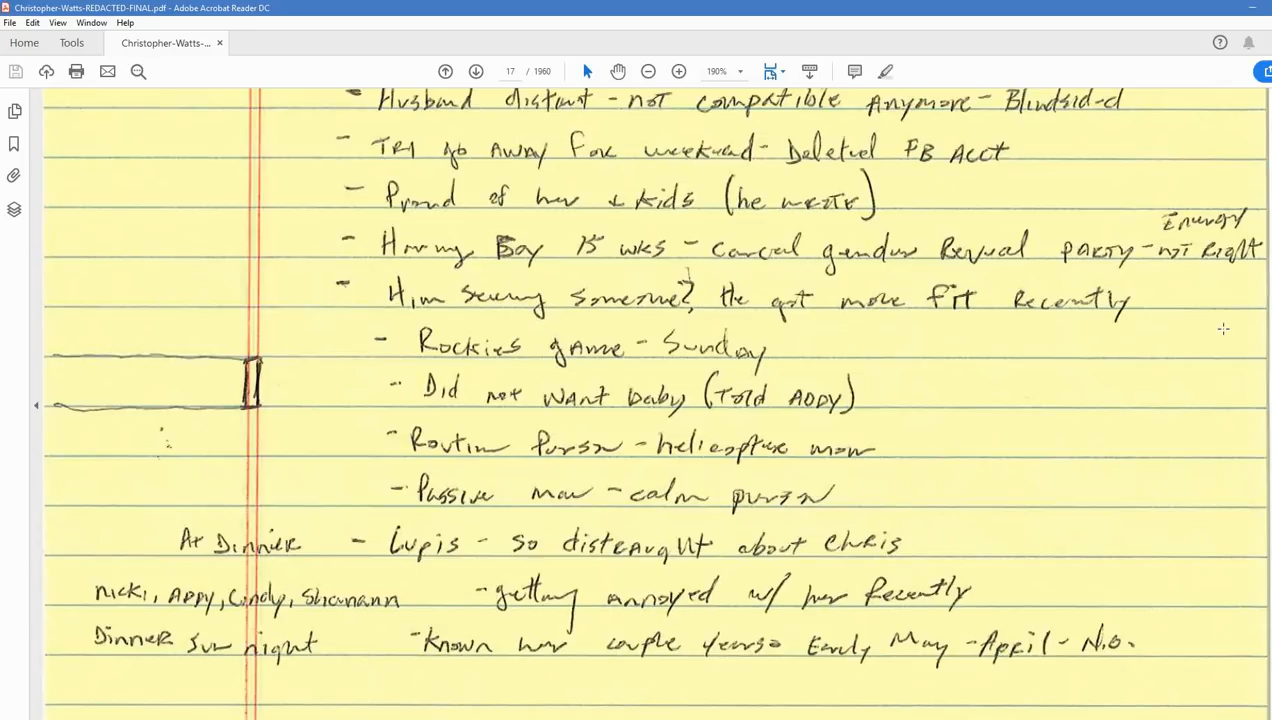 Christopher-Watts-REDACTED-FINAL.pdf - Adobe Acrobat Reader DC
File Edit View Window Help
Home Tools Christopher-Watts-... ×
17 / 1960 190%
- Husband distant - not compatible Anymore - Blindsid-d
- TRY go AWAY for weekend - Deleted FB Acct
- Proud of her + kids (he wrote)
Energy
- Having Boy 15 wks - cancel gender Reveal party - not Right
- Him seeing someone? He got more fit Recently
- Rockies game - Sunday
- Did not want baby (Told ADDY)
- Routine Person - helicopter mom
- Passive man - calm person
At Dinner - Lupis - so distraught about Chris
Nicki, ADDY, Cindy, Shanann - getting annoyed w/ her Recently
Dinner Sun night - Known her couple years Early May - April - N.O.